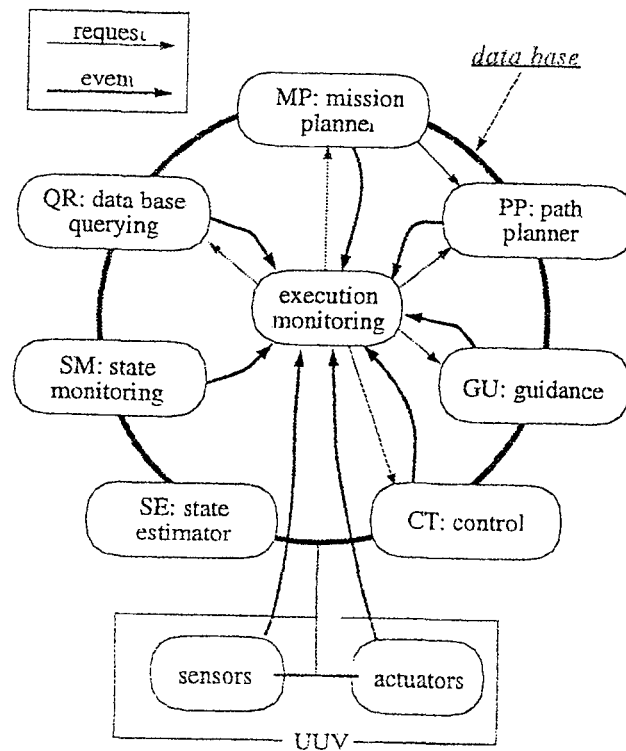 request
event
data base
MP: mission
planner
QR: data base
querying
PP: path
planner
execution
monitoring
SM: state
monitoring
GU: guidance
SE: state
estimator
CT: control
sensors
actuators
UUV